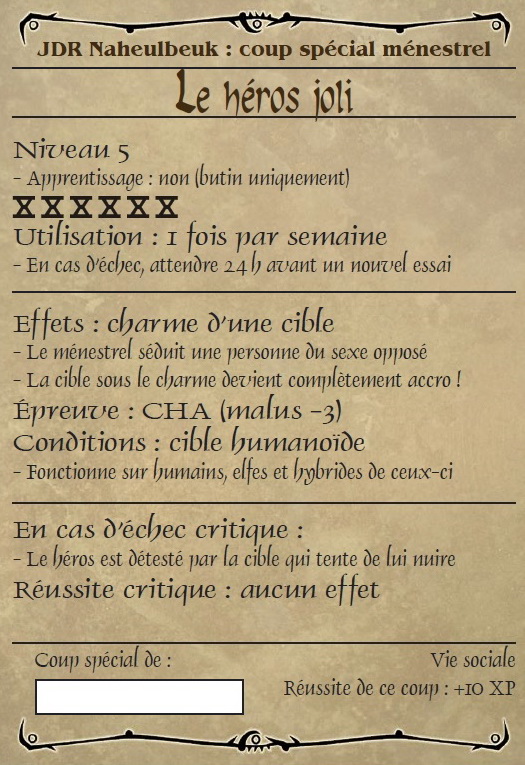 JDR Naheulbeuk : coup spécial ménestrel
Le héros joli
Niveau 5
- Apprentissage : non (butin uniquement)
X X X X X X
Utilisation : 1 fois par semaine
- En cas d'échec, attendre 24h avant un nouvel essai
Effets : charme d'une cible
- Le ménestrel séduit une personne du sexe opposé
- La cible sous le charme devient complètement accro !
Épreuve : CHA (malus -3)
Conditions : cible humanoïde
- Fonctionne sur humains, elfes et hybrides de ceux-ci
En cas d'échec critique :
- Le héros est détesté par la cible qui tente de lui nuire
Réussite critique : aucun effet
Coup spécial de :
Vie sociale
Réussite de ce coup : +10 XP